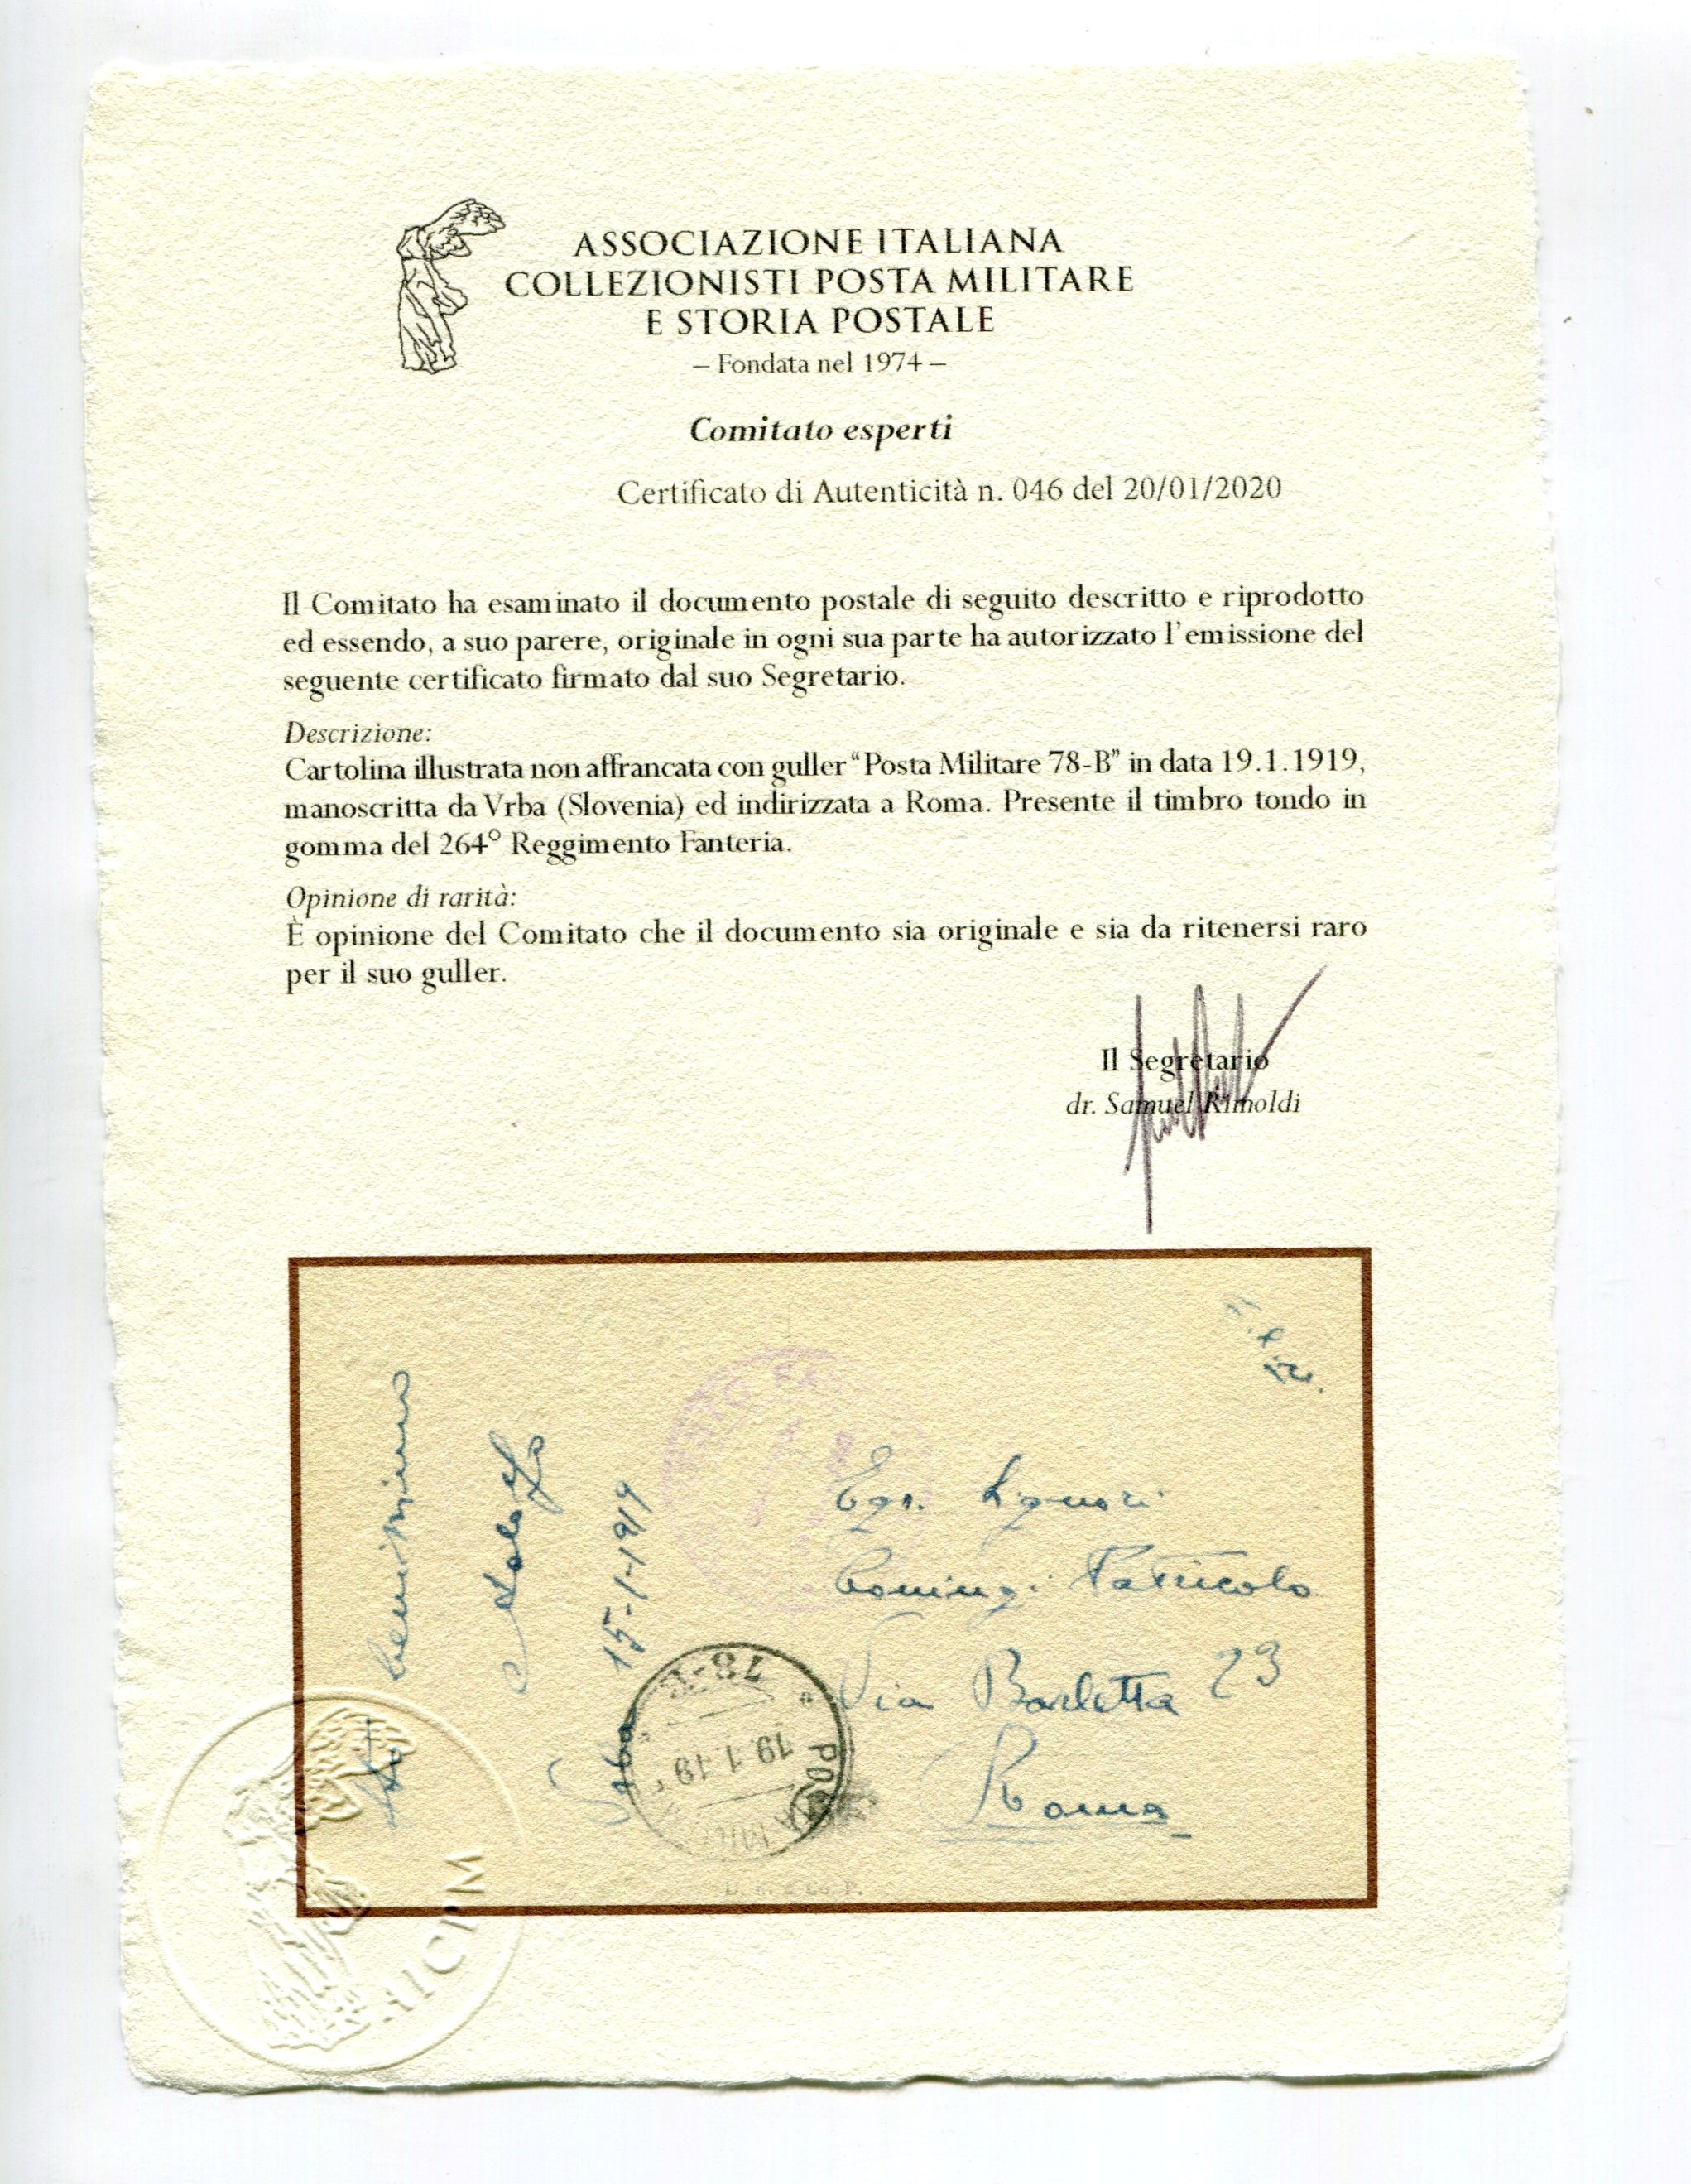 ASSOCIAZIONE ITALIANA
COLLEZIONISTI POSTA MILITARE
E STORIA POSTALE
– Fondata nel 1974 –
Comitato esperti
Certificato di Autenticità n. 046 del 20/01/2020
Il Comitato ha esaminato il documento postale di seguito descritto e riprodotto
ed essendo, a suo parere, originale in ogni sua parte ha autorizzato l'emissione del
seguente certificato firmato dal suo Segretario.
Descrizione:
Cartolina illustrata non affrancata con guller “Posta Militare 78-B” in data 19.1.1919,
manoscritta da Vrba (Slovenia) ed indirizzata a Roma. Presente il timbro tondo in
gomma del 264° Reggimento Fanteria.
Opinione di rarità:
È opinione del Comitato che il documento sia originale e sia da ritenersi raro
per il suo guller.
Il Segretario
dr. Samuel Rimoldi
benissimo
Vrba 15-1-1919
78-B
19.1.19
Via Barletta 23
Roma
AICPM